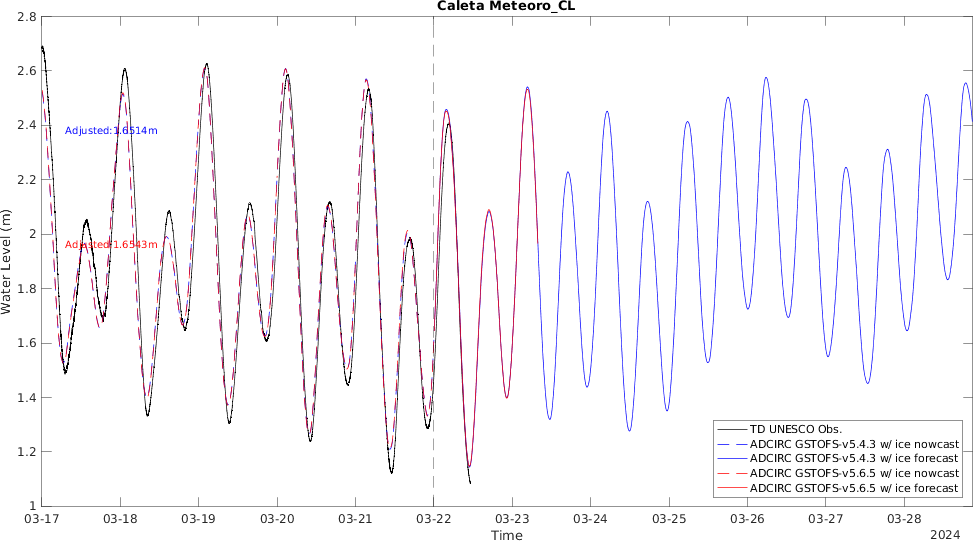 Caleta Meteoro_CL
2.8
2.6
2.4
2.2
2
1.8
1.6
1.4
1.2
1
Water Level (m)
Adjusted:1.6514m
Adjusted:1.6543m
TD UNESCO Obs.
ADCIRC GSTOFS-v5.4.3 w/ ice nowcast
ADCIRC GSTOFS-v5.4.3 w/ ice forecast
ADCIRC GSTOFS-v5.6.5 w/ ice nowcast
ADCIRC GSTOFS-v5.6.5 w/ ice forecast
03-17 03-18 03-19 03-20 03-21 03-22 03-23 03-24 03-25 03-26 03-27 03-28
Time
2024